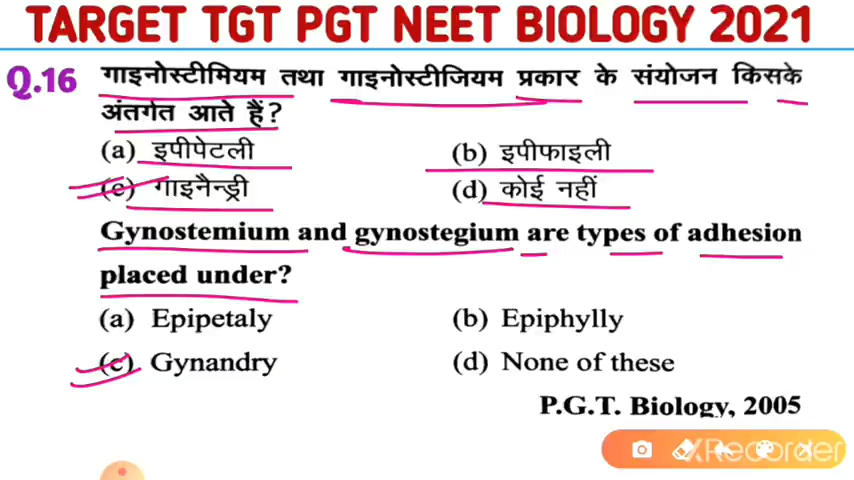 TARGET TGT PGT NEET BIOLOGY 2021
Q.16 गाइनोस्टीमियम तथा गाइनोस्टीजियम प्रकार के संयोजन किसके
अंतर्गत आते हैं?
(a) इपीपेटली (b) इपीफाइली
(c) गाइनैन्ड्री (d) कोई नहीं
Gynostemium and gynostegium are types of adhesion
placed under?
(a) Epipetaly (b) Epiphylly
(c) Gynandry (d) None of these
P.G.T. Biology, 2005
XRecorder